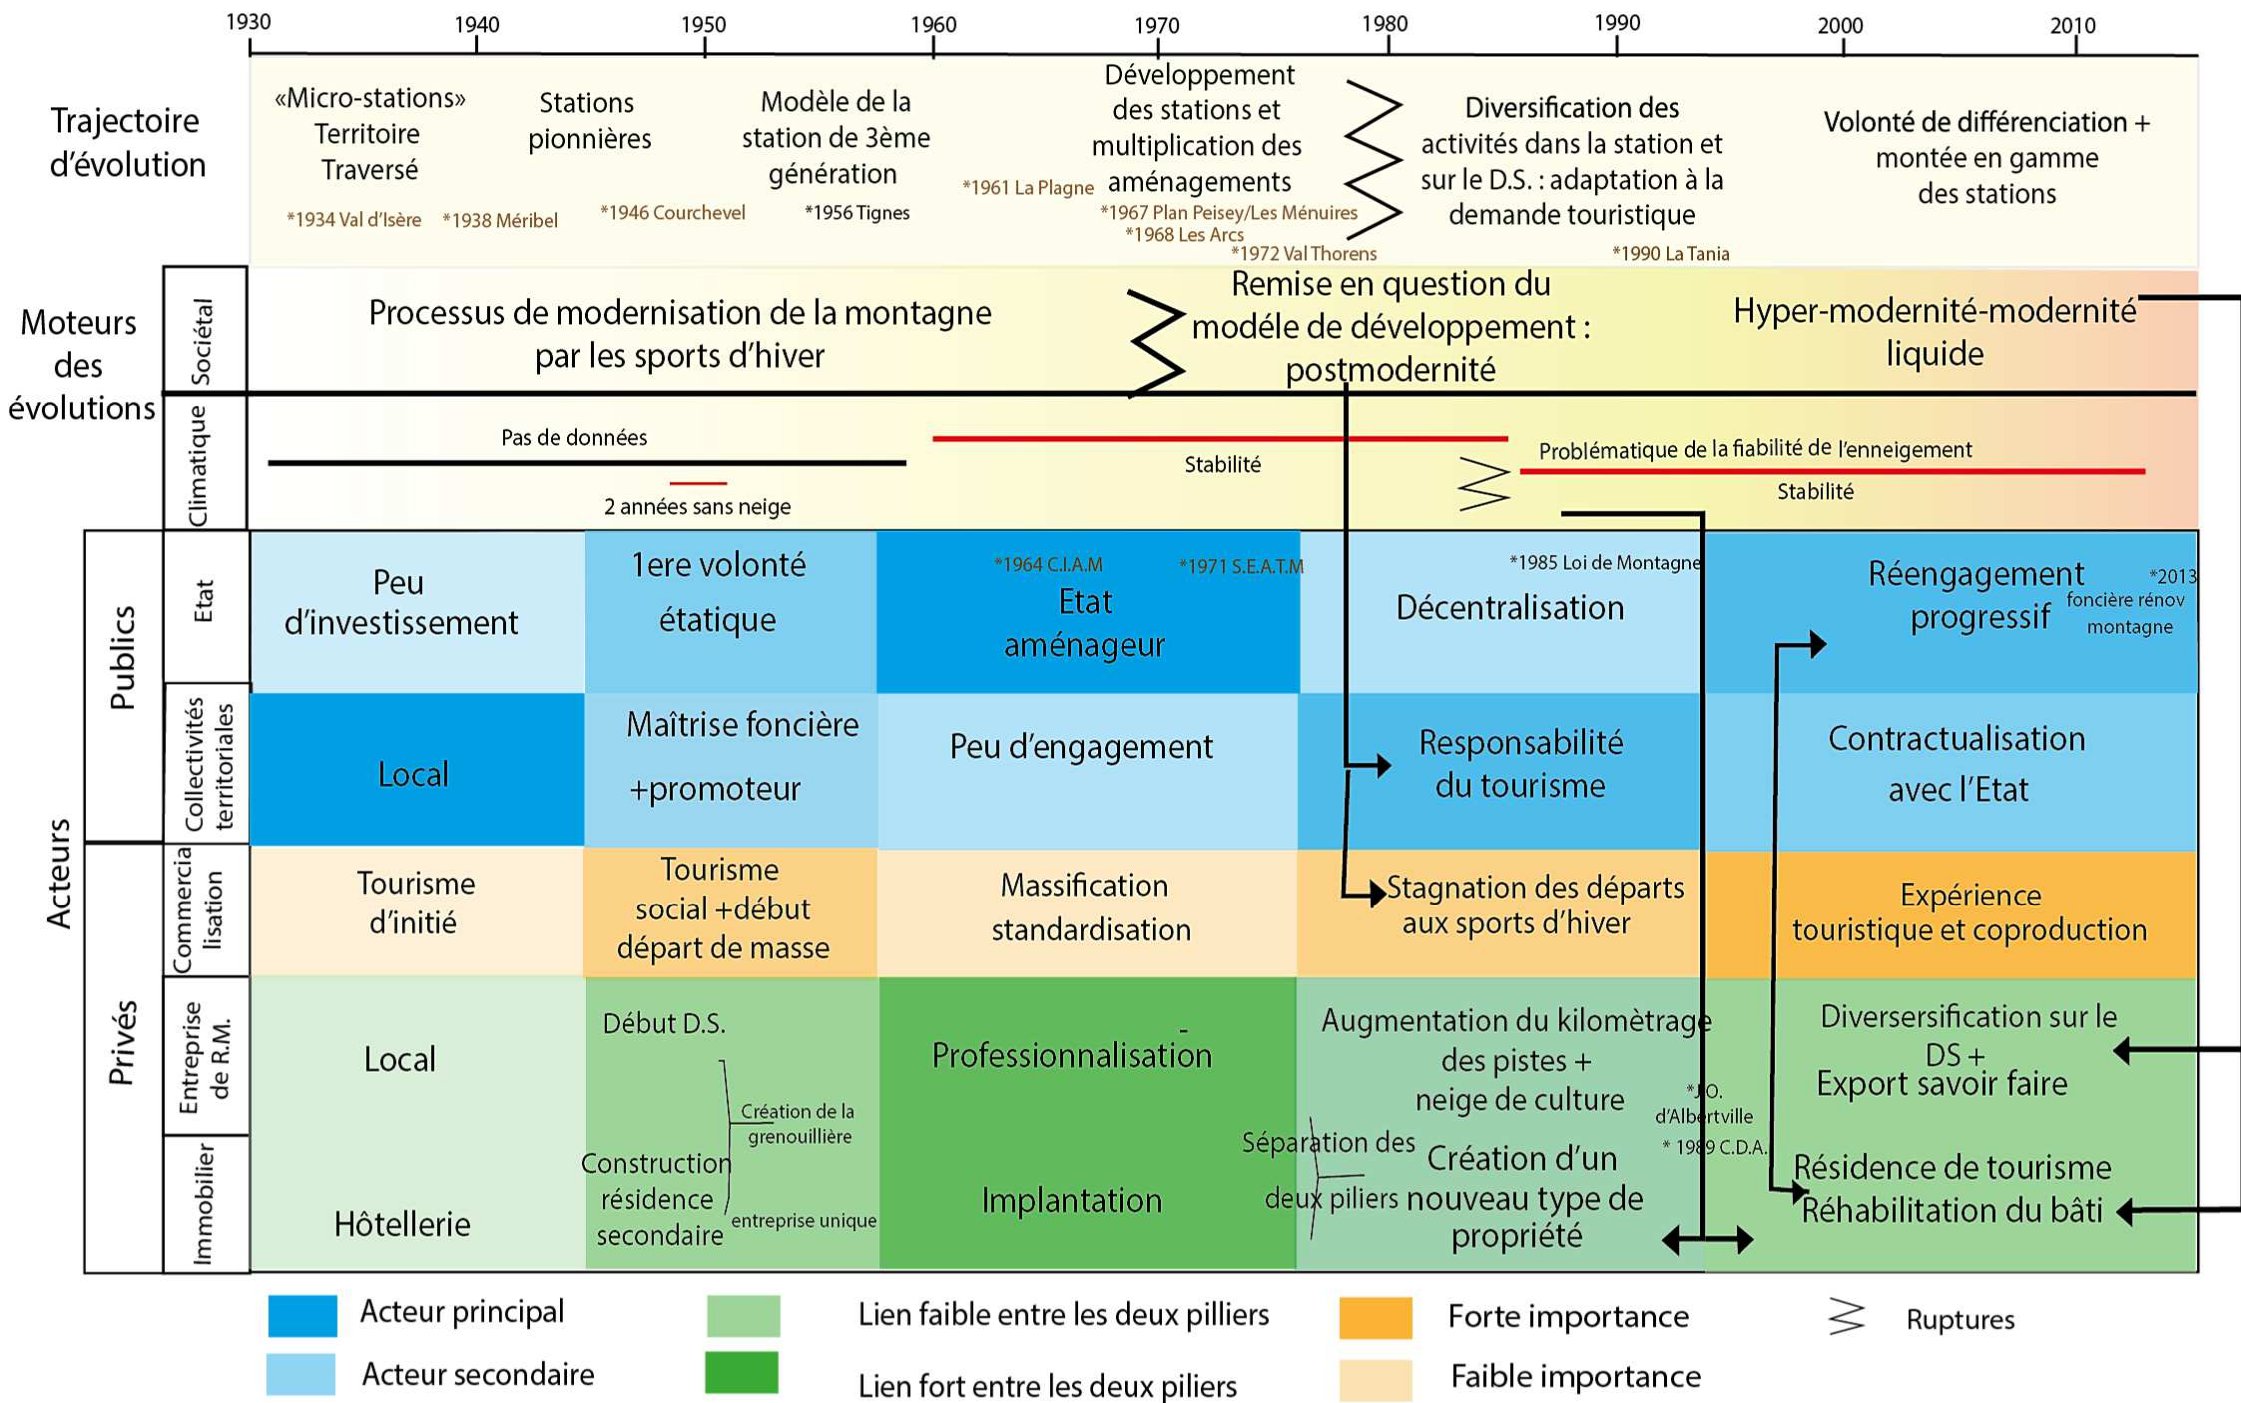 1930
1940
1950
1960
1970
1980
1990
2000
2010
Trajectoire
d’évolution
«Micro-stations»
Territoire
Traversé
*1934 Val d’Isère
*1938 Méribel
Stations
pionnières
*1946 Courchevel
Modèle de la
station de 3ème
génération
*1956 Tignes
*1961 La Plagne
Développement
des stations et
multiplication des
aménagements
*1967 Plan Peisey/Les Ménuires
*1968 Les Arcs
*1972 Val Thorens
Diversification des
activités dans la station et
sur le D.S. : adaptation à la
demande touristique
*1990 La Tania
Volonté de différenciation +
montée en gamme
des stations
Moteurs
des
évolutions
Sociétal
Processus de modernisation de la montagne
par les sports d’hiver
Remise en question du
modéle de développement :
postmodernité
Hyper-modernité-modernité
liquide
Climatique
Pas de données
2 années sans neige
Stabilité
Problématique de la fiabilité de l’enneigement
Stabilité
Acteurs
Publics
Etat
Peu
d’investissement
1ere volonté
étatique
*1964 C.I.A.M
*1971 S.E.A.T.M
Etat
aménageur
*1985 Loi de Montagne
Décentralisation
Réengagement
progressif
*2013
foncière rénov
montagne
Collectivités
territoriales
Local
Maîtrise foncière
+promoteur
Peu d’engagement
Responsabilité
du tourisme
Contractualisation
avec l’Etat
Privés
Commercia
lisation
Tourisme
d’initié
Tourisme
social +début
départ de masse
Massification
standardisation
Stagnation des départs
aux sports d’hiver
Expérience
touristique et coproduction
Entreprise
de R.M.
Local
Début D.S.
Création de la
grenouillière
Professionnalisation
Augmentation du kilomètrage
des pistes +
neige de culture
*J.O.
d’Albertville
* 1989 C.D.A.
Diversersification sur le
DS +
Export savoir faire
Immobilier
Hôtellerie
Construction
résidence
secondaire
entreprise unique
Implantation
Séparation des
deux piliers
Création d’un
nouveau type de
propriété
Résidence de tourisme
Réhabilitation du bâti
Acteur principal
Acteur secondaire
Lien faible entre les deux pilliers
Lien fort entre les deux piliers
Forte importance
Faible importance
Ruptures